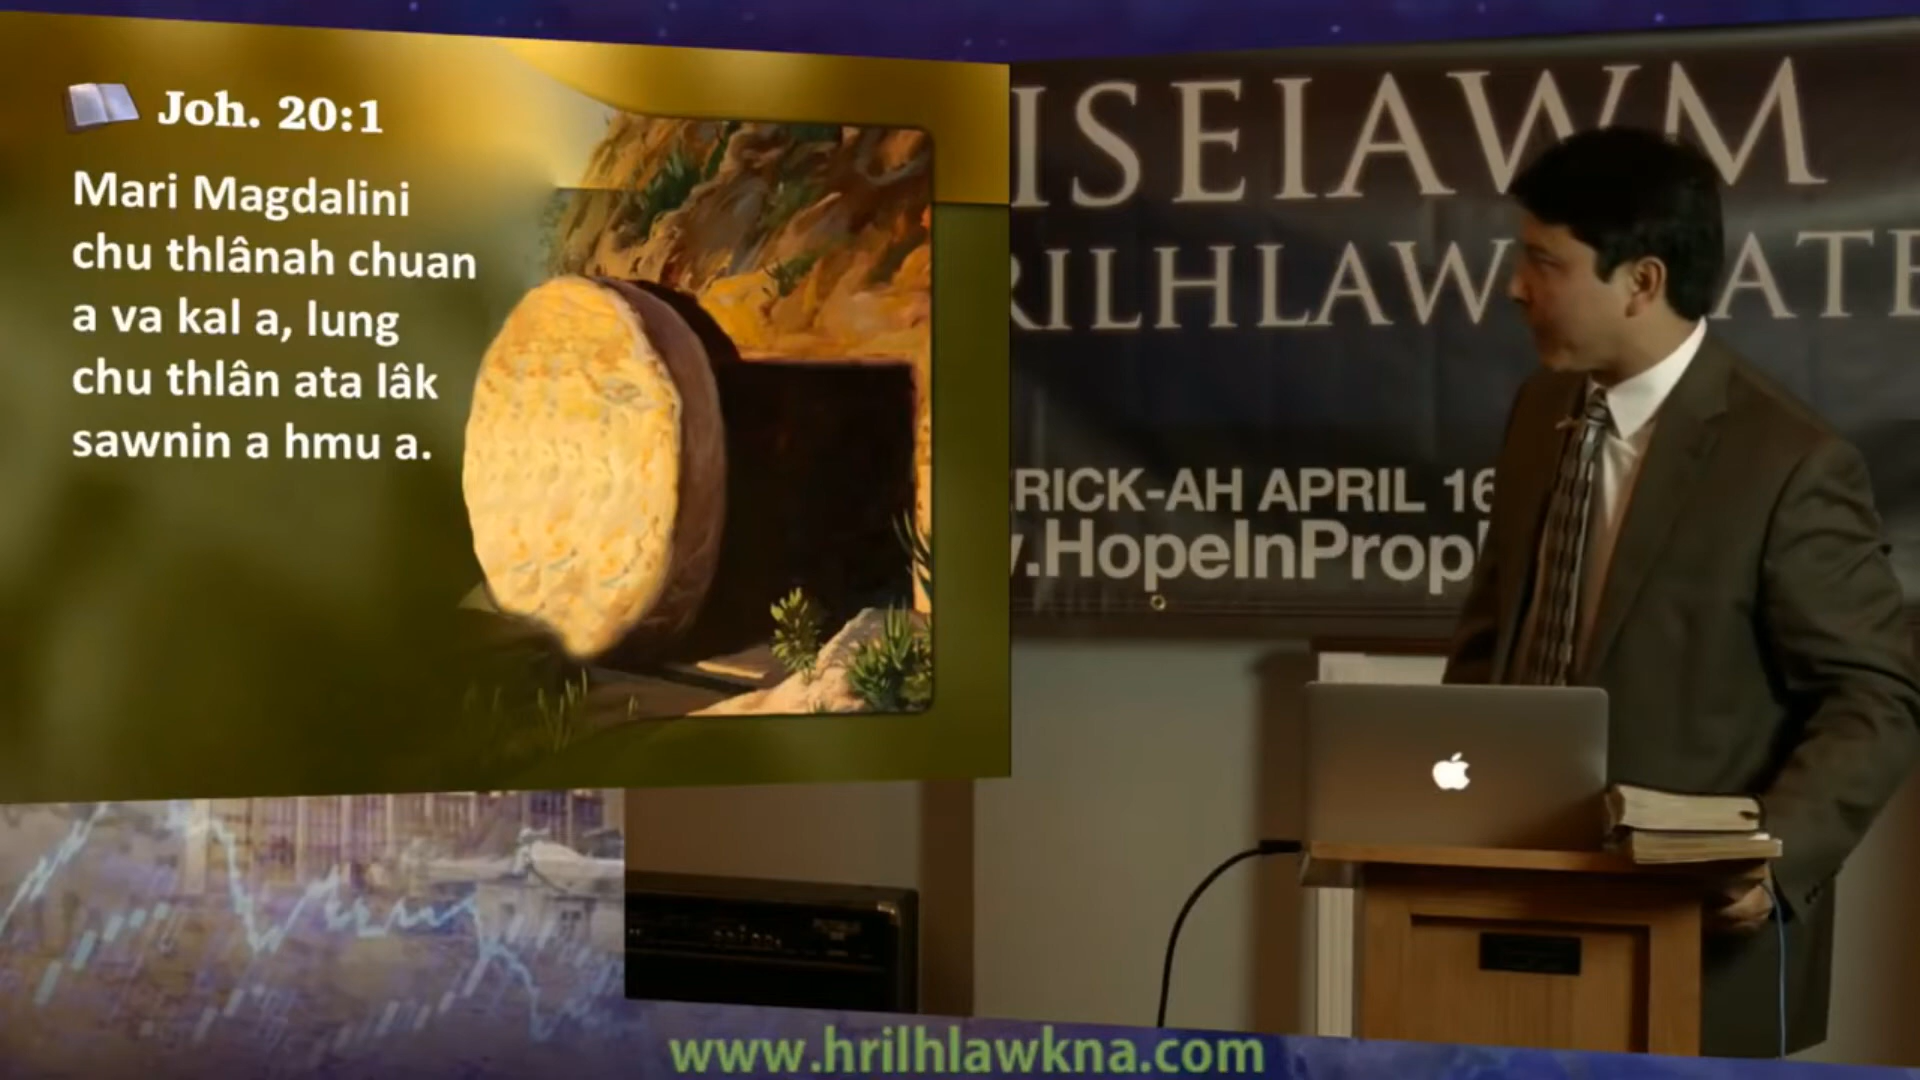 Joh. 20:1
Mari Magdalini
chu thlânah chuan
a va kal a, lung
chu thlân ata lâk
sawnin a hmu a.
ISEIAWM
RILHLAW ATE
RICK-AH APRIL 16
.HopeInProp
www.hrilhlawkna.com